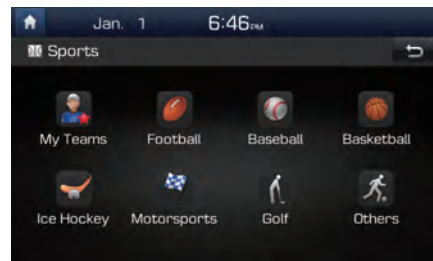 Jan. 1 6:46PM
Sports
My Teams Football Baseball Basketball
Ice Hockey Motorsports Golf Others